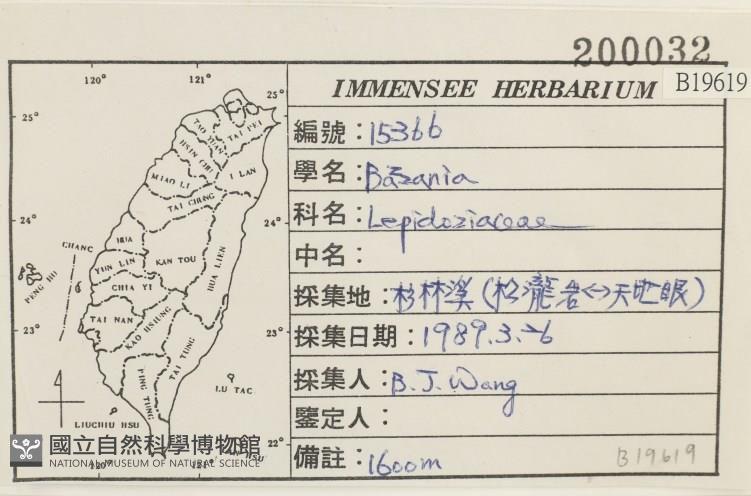 200032
IMMENSEE HERBARIUM
B19619
編號：15366
學名：Bazzania
科名：Lepidoziaceae
中名：
採集地：杉林溪（松瀧岩↔天地眼）
採集日期：1989.3.26
採集人：B. J. Wang
鑒定人：
備註：1600m
B19619
120° 121°
25° 25°
TAI PEI
TAO YUAN
HSIN CHU
I LAN
MIAO LI
TAI CHUNG
24° 24°
CHANG HUA
PENG HU
YUN LIN
NAN TOU
HUA LIEN
CHIA YI
TAI NAN
KAO HSIUNG
23° 23°
TAI TUNG
PING TUNG
LU TAO
LIUCHIU HSU
22°
120° 121°
國立自然科學博物館
NATIONAL MUSEUM OF NATURAL SCIENCE